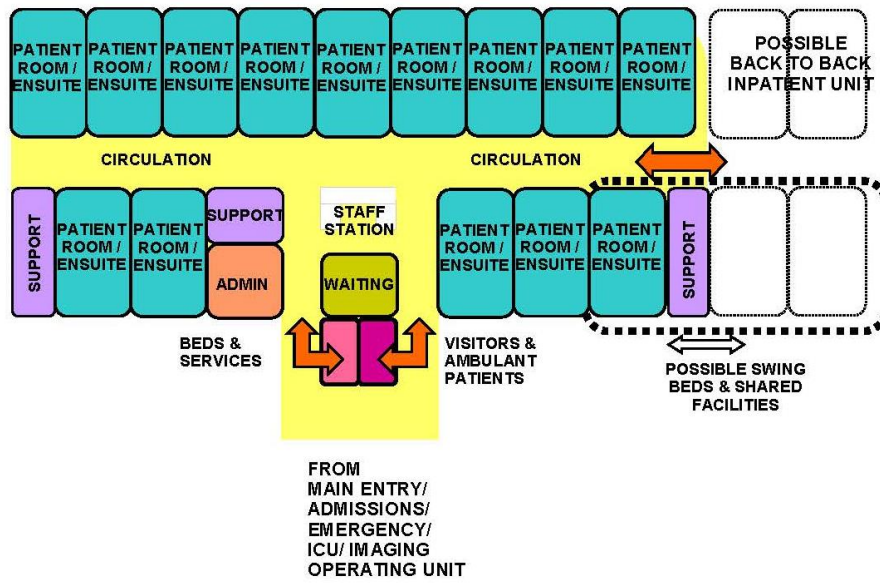 PATIENT
ROOM /
ENSUITE
PATIENT
ROOM /
ENSUITE
PATIENT
ROOM /
ENSUITE
PATIENT
ROOM /
ENSUITE
PATIENT
ROOM /
ENSUITE
PATIENT
ROOM /
ENSUITE
PATIENT
ROOM /
ENSUITE
PATIENT
ROOM /
ENSUITE
PATIENT
ROOM /
ENSUITE
POSSIBLE
BACK TO BACK
INPATIENT UNIT
CIRCULATION
CIRCULATION
SUPPORT
PATIENT
ROOM /
ENSUITE
PATIENT
ROOM /
ENSUITE
SUPPORT
ADMIN
STAFF
STATION
WAITING
PATIENT
ROOM /
ENSUITE
PATIENT
ROOM /
ENSUITE
PATIENT
ROOM /
ENSUITE
SUPPORT
BEDS &
SERVICES
VISITORS &
AMBULANT
PATIENTS
POSSIBLE SWING
BEDS & SHARED
FACILITIES
FROM
MAIN ENTRY/
ADMISSIONS/
EMERGENCY/
ICU/ IMAGING
OPERATING UNIT